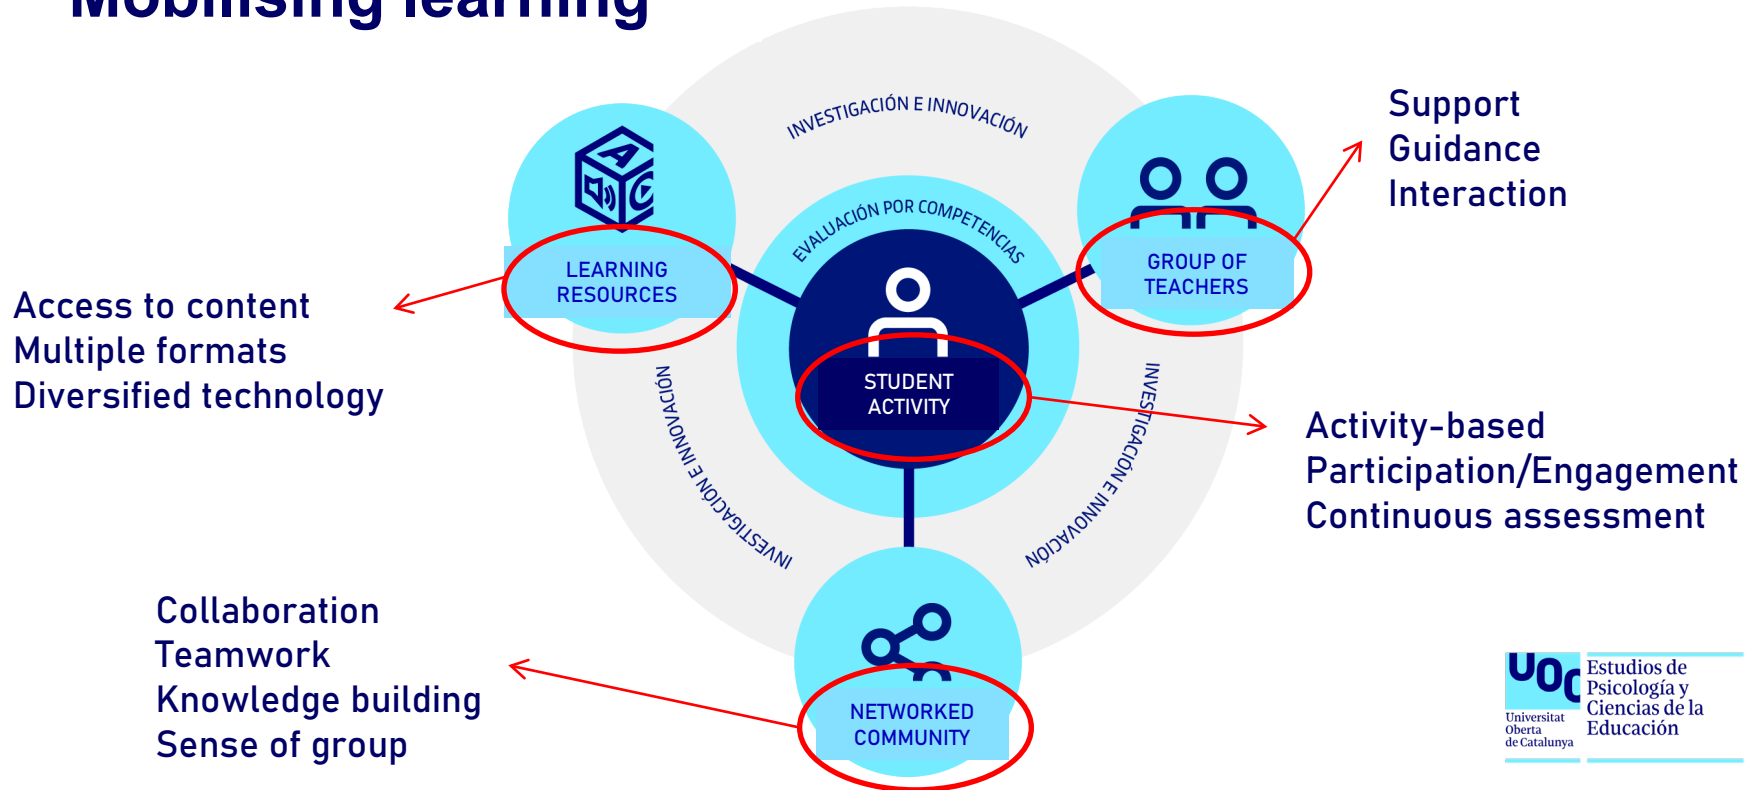 Mobilising learning
INVESTIGACIÓN E INNOVACIÓN
Support
Guidance
Interaction
EVALUACIÓN POR COMPETENCIAS
LEARNING
RESOURCES
GROUP OF
TEACHERS
Access to content
Multiple formats
Diversified technology
STUDENT
ACTIVITY
INVESTIGACIÓN E INNOVACIÓN
INVESTIGACIÓN E INNOVACIÓN
Activity-based
Participation/Engagement
Continuous assessment
Collaboration
Teamwork
Knowledge building
Sense of group
NETWORKED
COMMUNITY
UOC
Universitat
Oberta
de Catalunya
Estudios de
Psicología y
Ciencias de la
Educación